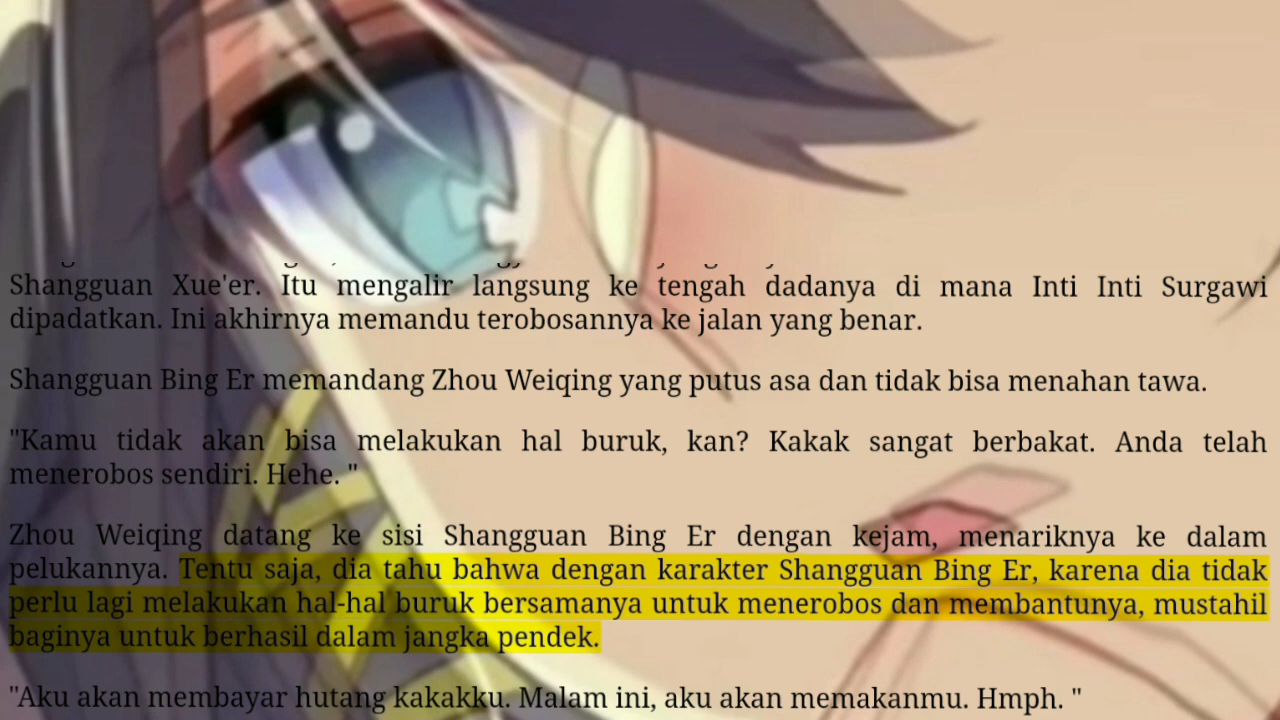 Shangguan Xue'er. Itu mengalir langsung ke tengah dadanya di mana Inti Inti Surgawi
dipadatkan. Ini akhirnya memandu terobosannya ke jalan yang benar.
Shangguan Bing Er memandang Zhou Weiqing yang putus asa dan tidak bisa menahan tawa.
"Kamu tidak akan bisa melakukan hal buruk, kan? Kakak sangat berbakat. Anda telah
menerobos sendiri. Hehe. "
Zhou Weiqing datang ke sisi Shangguan Bing Er dengan kejam, menariknya ke dalam
pelukannya. Tentu saja, dia tahu bahwa dengan karakter Shangguan Bing Er, karena dia tidak
perlu lagi melakukan hal-hal buruk bersamanya untuk menerobos dan membantunya, mustahil
baginya untuk berhasil dalam jangka pendek.
"Aku akan membayar hutang kakakku. Malam ini, aku akan memakanmu. Hmph. "